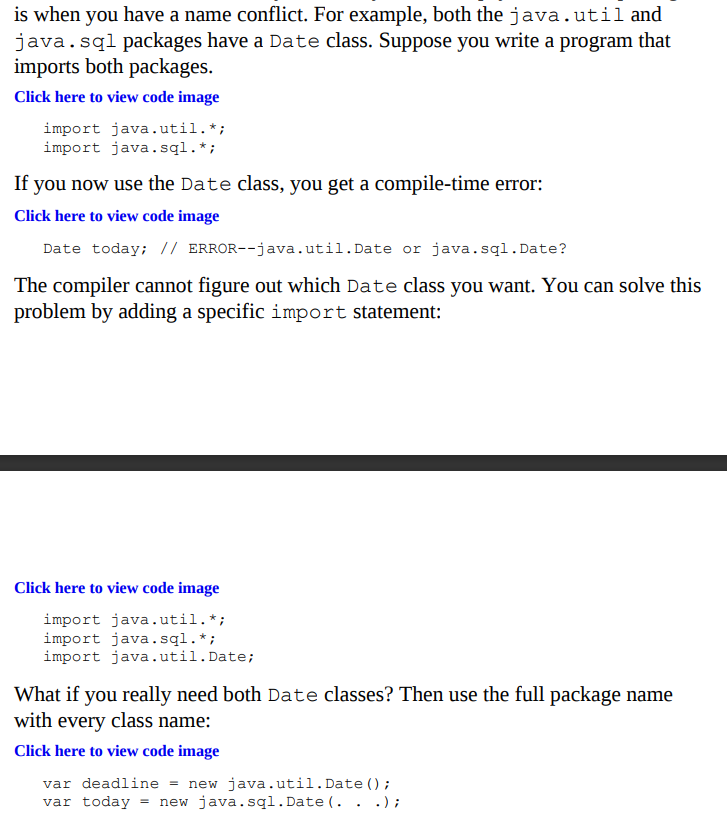 is when you have a name conflict. For example, both the java.util and
java.sql packages have a Date class. Suppose you write a program that
imports both packages.
Click here to view code image
import java.util.*;
import java.sql.*;
If you now use the Date class, you get a compile-time error:
Click here to view code image
Date today; // ERROR--java.util.Date or java.sql.Date?
The compiler cannot figure out which Date class you want. You can solve this
problem by adding a specific import statement:
Click here to view code image
import java.util.*;
import java.sql.*;
import java.util.Date;
What if you really need both Date classes? Then use the full package name
with every class name:
Click here to view code image
var deadline = new java.util.Date();
var today = new java.sql.Date(. . .);